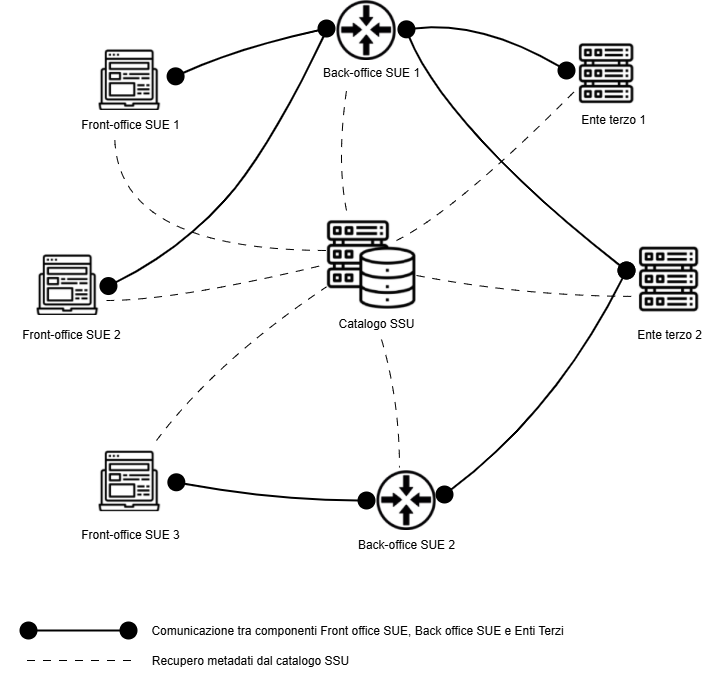 Back-office SUE 1
Front-office SUE 1
Ente terzo 1
Catalogo SSU
Front-office SUE 2
Ente terzo 2
Front-office SUE 3
Back-office SUE 2
Comunicazione tra componenti Front office SUE, Back office SUE e Enti Terzi
Recupero metadati dal catalogo SSU